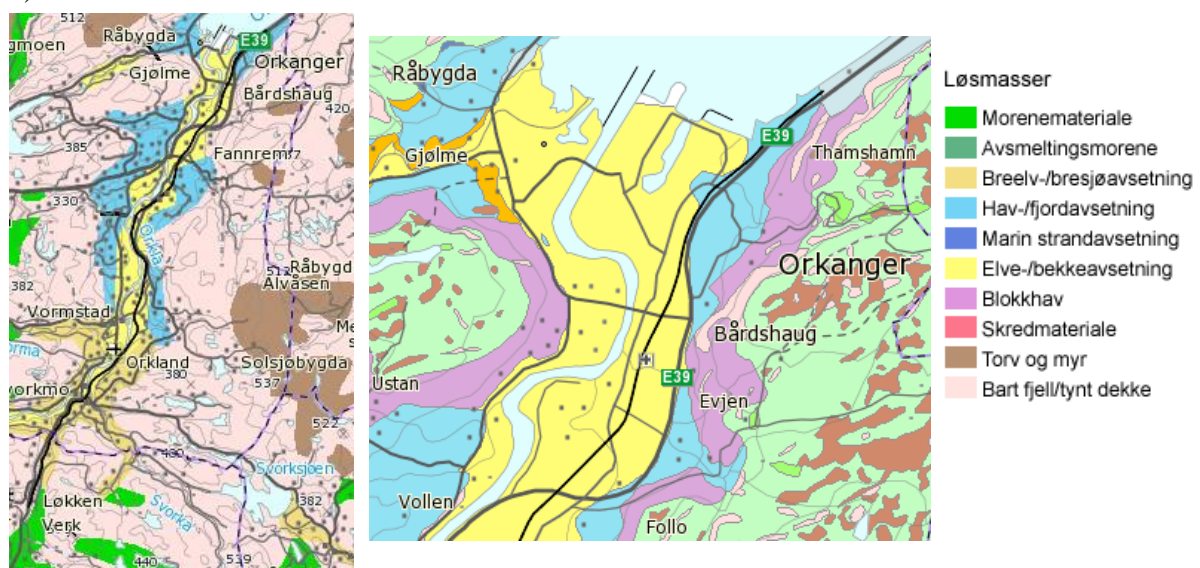 512
gmoen
Råbygda
E39
Gjølme
Orkanger
Bårdshaug
420
385
Fannrem
330
Orkla
512
Råbygd
Alvåsen
382
Vormstad
Orkland
Solsjøbygda
380
537
vorkmo
522
480
Svorksjøen
382
Løkken
Verk
Svorka
440
539
Råbygda
E39
Gjølme
Thamshamn
Orkanger
Bårdshaug
Ustan
E39
Evjen
Vollen
Follo
Løsmasser
Morenemateriale
Avsmeltingsmorene
Breelv-/bresjøavsetning
Hav-/fjordavsetning
Marin strandavsetning
Elve-/bekkeavsetning
Blokkhav
Skredmateriale
Torv og myr
Bart fjell/tynt dekke